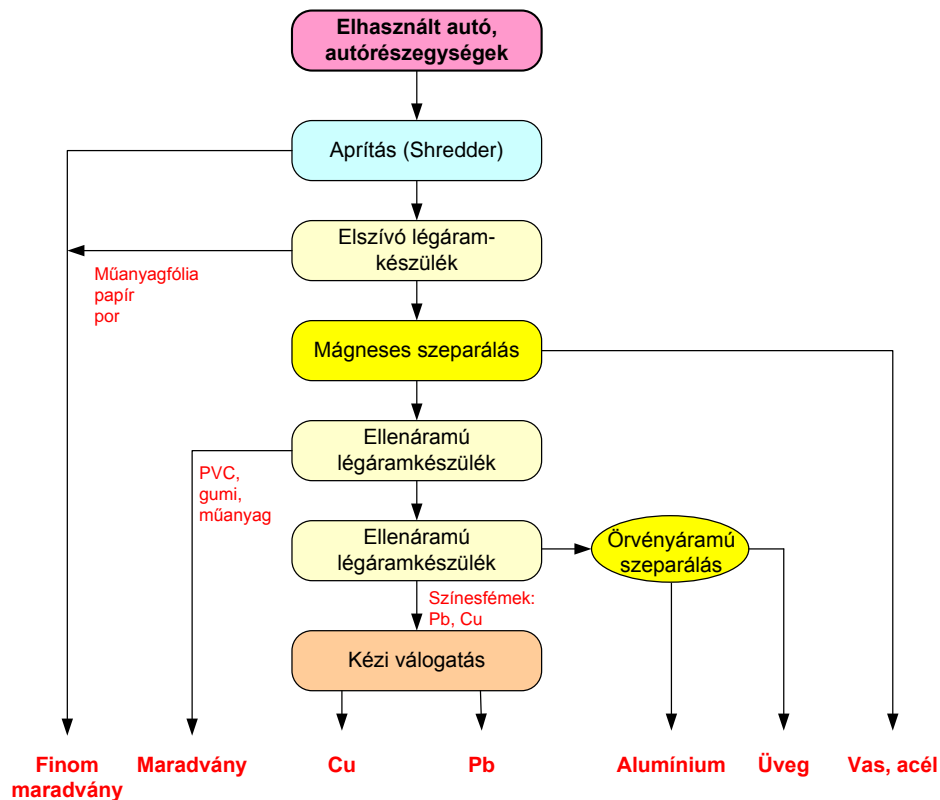 Elhasznált autó,
autórészegységek
Aprítás (Shredder)
Elszívó légáram-
készülék
Műanyagfólia
papír
por
Mágneses szeparálás
Ellenáramú
légáramkészülék
PVC,
gumi,
műanyag
Ellenáramú
légáramkészülék
Örvényáramú
szeparálás
Színesfémek:
Pb, Cu
Kézi válogatás
Finom
maradvány
Maradvány
Cu
Pb
Alumínium
Üveg
Vas, acél